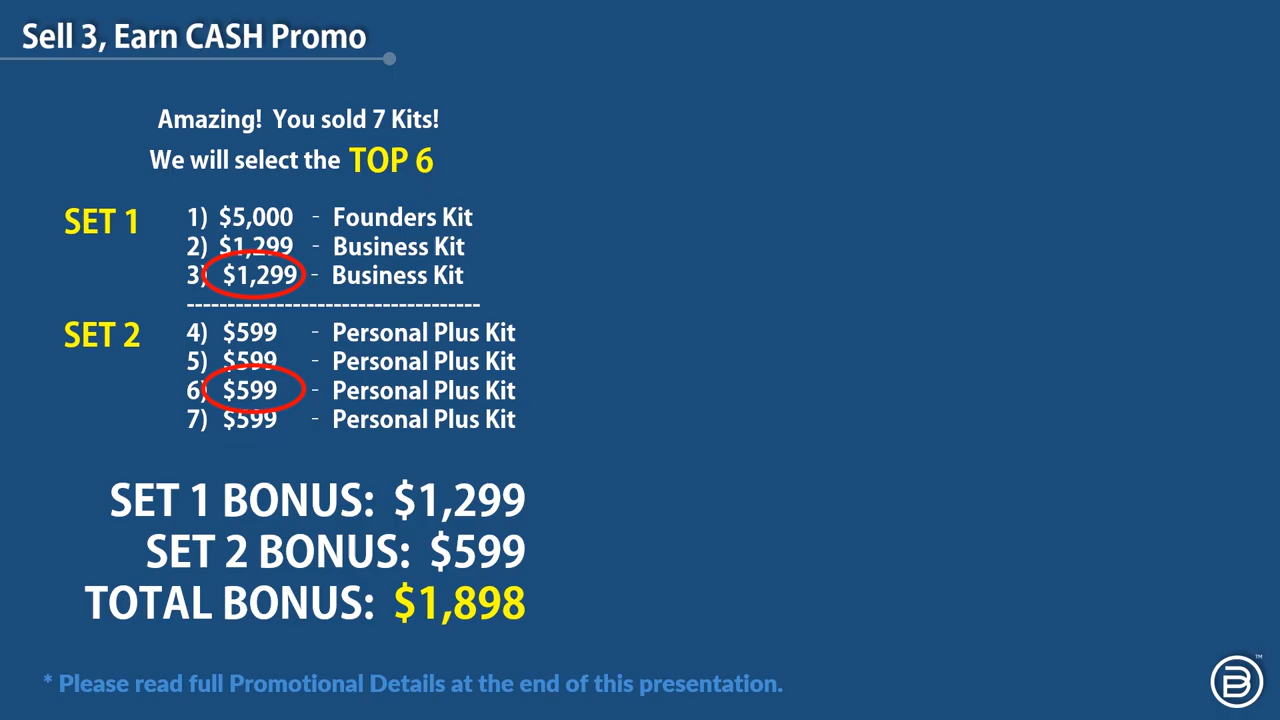 Sell 3, Earn CASH Promo
Amazing! You sold 7 Kits!
We will select the TOP 6
SET 1
1) $5,000 - Founders Kit
2) $1,299 - Business Kit
3) $1,299 - Business Kit
------------------------------------
SET 2
4) $599 - Personal Plus Kit
5) $599 - Personal Plus Kit
6) $599 - Personal Plus Kit
7) $599 - Personal Plus Kit
SET 1 BONUS: $1,299
SET 2 BONUS: $599
TOTAL BONUS: $1,898
* Please read full Promotional Details at the end of this presentation.
B ™